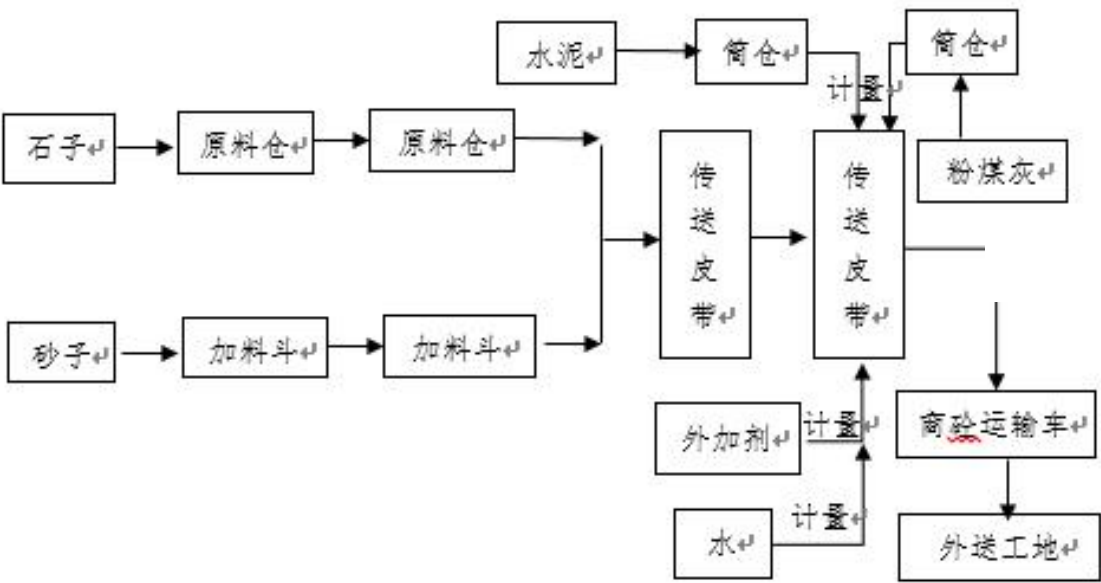 水泥
筒仓
筒仓
计量
石子
原料仓
原料仓
粉煤灰
传送皮带
传送皮带
砂子
加料斗
加料斗
外加剂
计量
商砼运输车
水
计量
外送工地